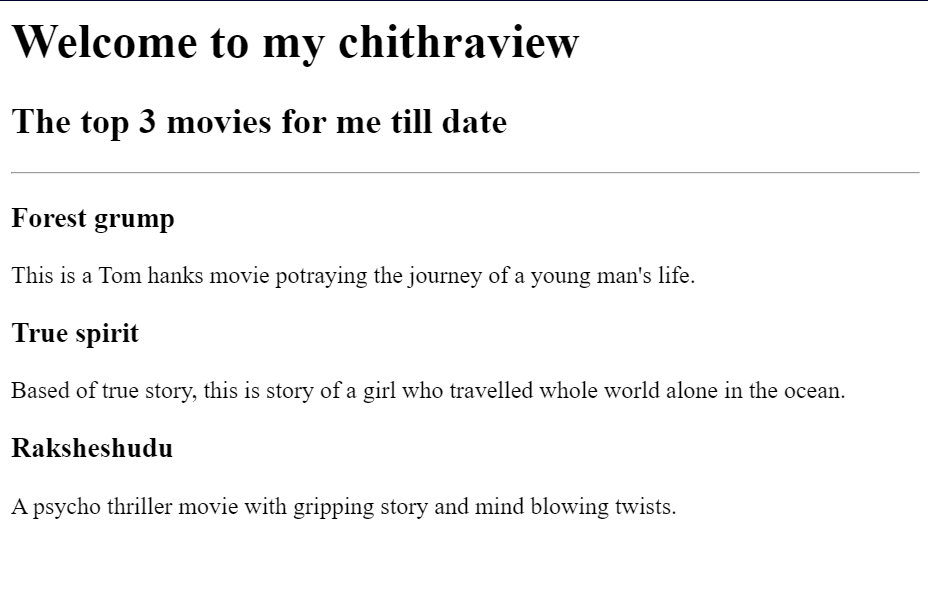 Welcome to my chithraview
The top 3 movies for me till date
Forest grump
This is a Tom hanks movie potraying the journey of a young man's life.
True spirit
Based of true story, this is story of a girl who travelled whole world alone in the ocean.
Raksheshudu
A psycho thriller movie with gripping story and mind blowing twists.